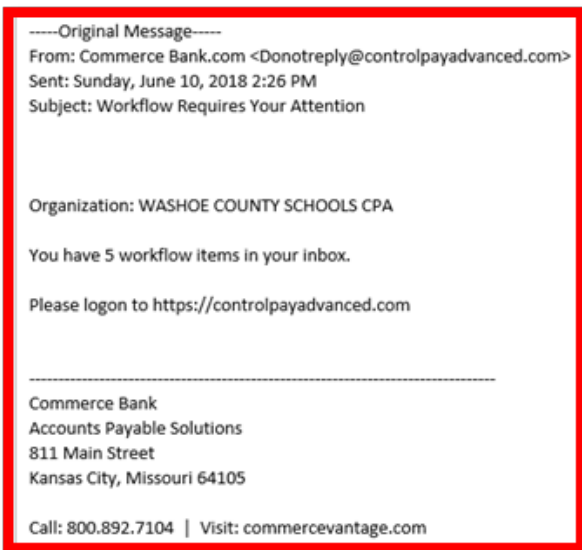 -----Original Message-----
From: Commerce Bank.com <Donotreply@controlpayadvanced.com>
Sent: Sunday, June 10, 2018 2:26 PM
Subject: Workflow Requires Your Attention
Organization: WASHOE COUNTY SCHOOLS CPA
You have 5 workflow items in your inbox.
Please logon to https://controlpayadvanced.com
--------------------------------------------------------------------------------
Commerce Bank
Accounts Payable Solutions
811 Main Street
Kansas City, Missouri 64105
Call: 800.892.7104 | Visit: commercevantage.com